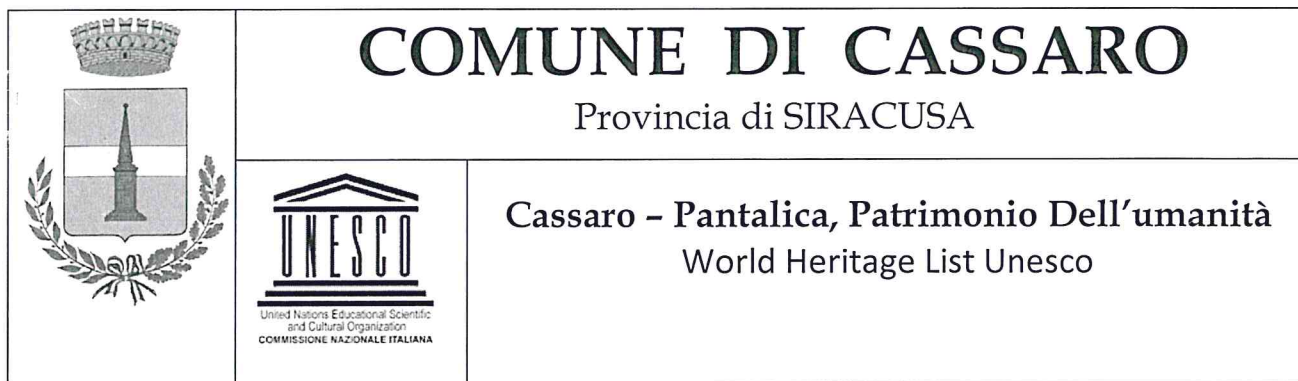 COMUNE DI CASSARO
Provincia di SIRACUSA
UNESCO
United Nations Educational Scientific
and Cultural Organization
COMMISSIONE NAZIONALE ITALIANA
Cassaro – Pantalica, Patrimonio Dell'umanità
World Heritage List Unesco